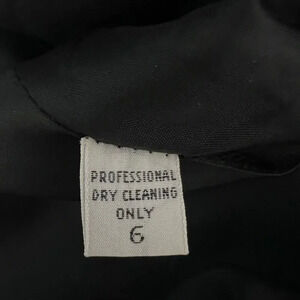 PROFESSIONAL
DRY CLEANING
ONLY
6